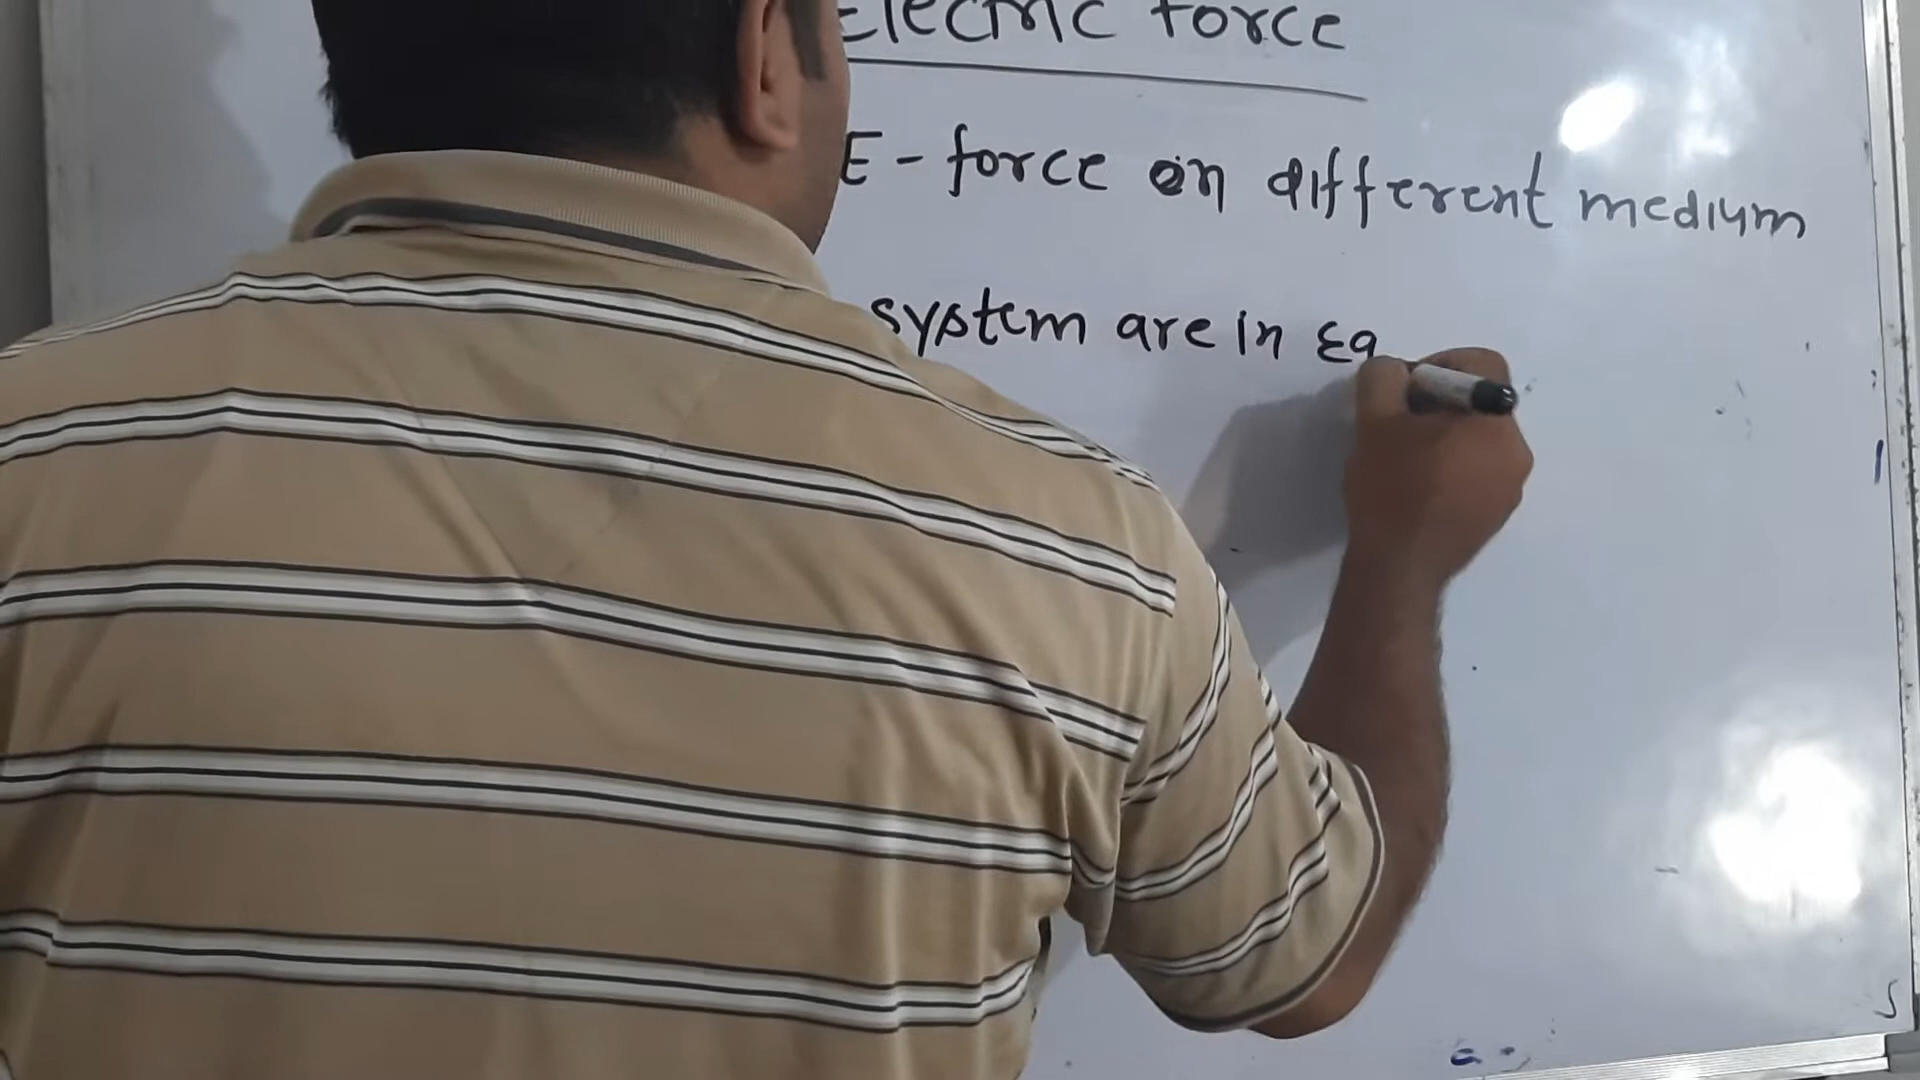 Electric force
E - force on different medium
system are in Eq